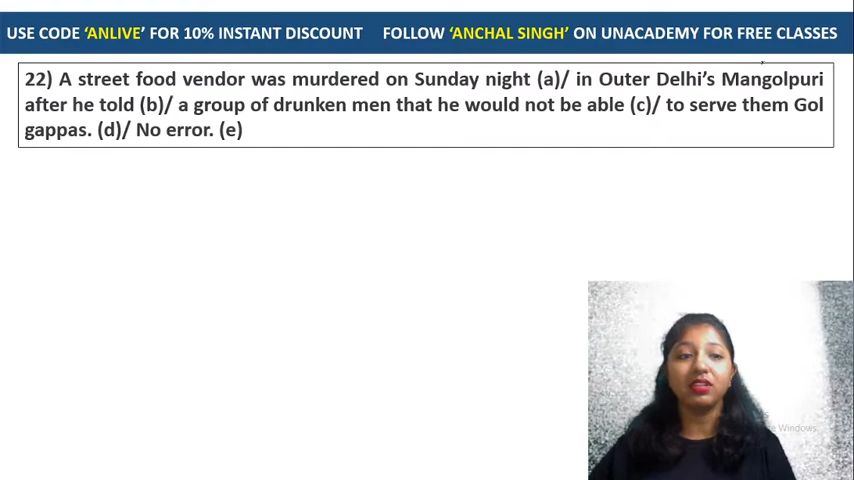 USE CODE ‘ANLIVE’ FOR 10% INSTANT DISCOUNT FOLLOW ‘ANCHAL SINGH’ ON UNACADEMY FOR FREE CLASSES
22) A street food vendor was murdered on Sunday night (a)/ in Outer Delhi’s Mangolpuri
after he told (b)/ a group of drunken men that he would not be able (c)/ to serve them Gol
gappas. (d)/ No error. (e)
e Windows.